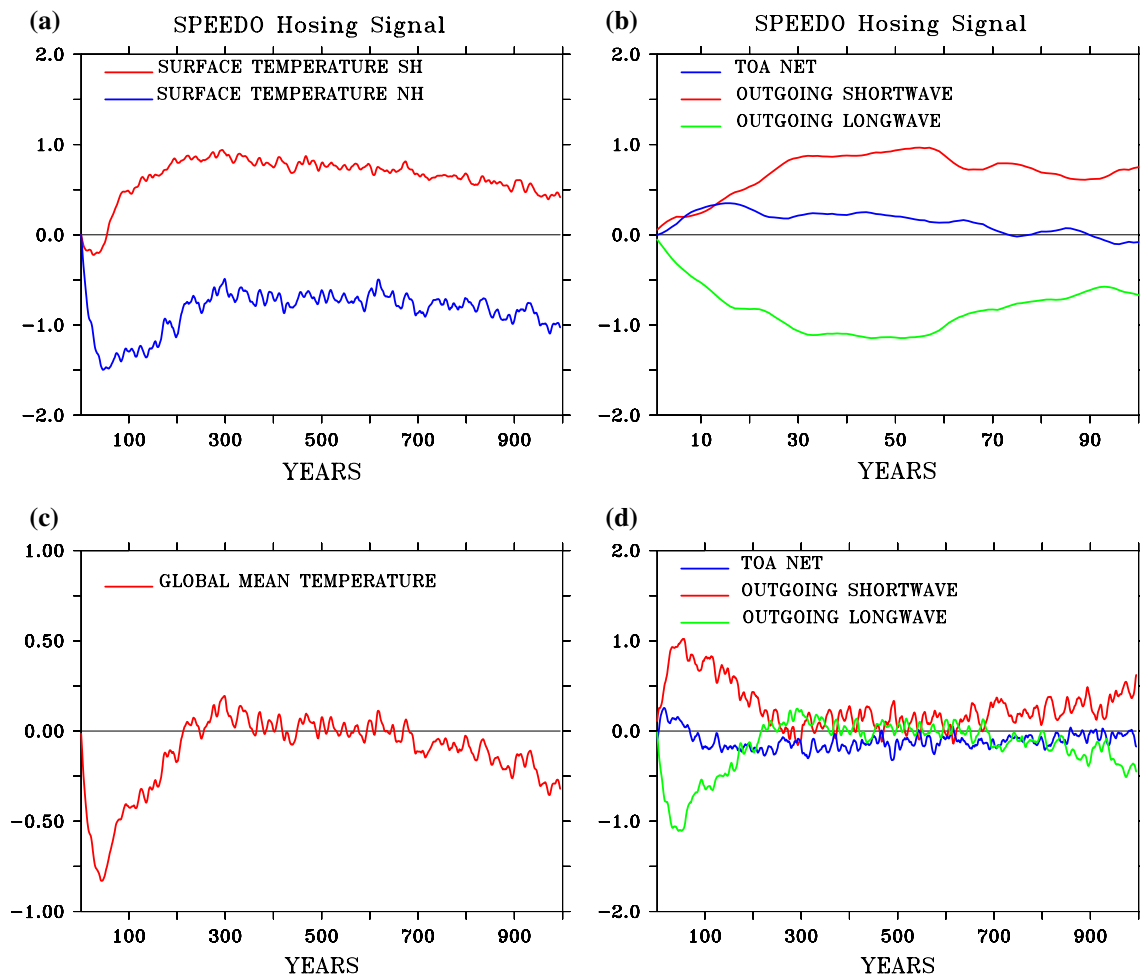 (a)
SPEEDO Hosing Signal
2.0
1.0
0.0
−1.0
−2.0
SURFACE TEMPERATURE SH
SURFACE TEMPERATURE NH
100 300 500 700 900
YEARS
(b)
SPEEDO Hosing Signal
2.0
1.0
0.0
−1.0
−2.0
TOA NET
OUTGOING SHORTWAVE
OUTGOING LONGWAVE
10 30 50 70 90
YEARS
(c)
1.00
0.50
0.00
−0.50
−1.00
GLOBAL MEAN TEMPERATURE
100 300 500 700 900
YEARS
(d)
2.0
1.0
0.0
−1.0
−2.0
TOA NET
OUTGOING SHORTWAVE
OUTGOING LONGWAVE
100 300 500 700 900
YEARS